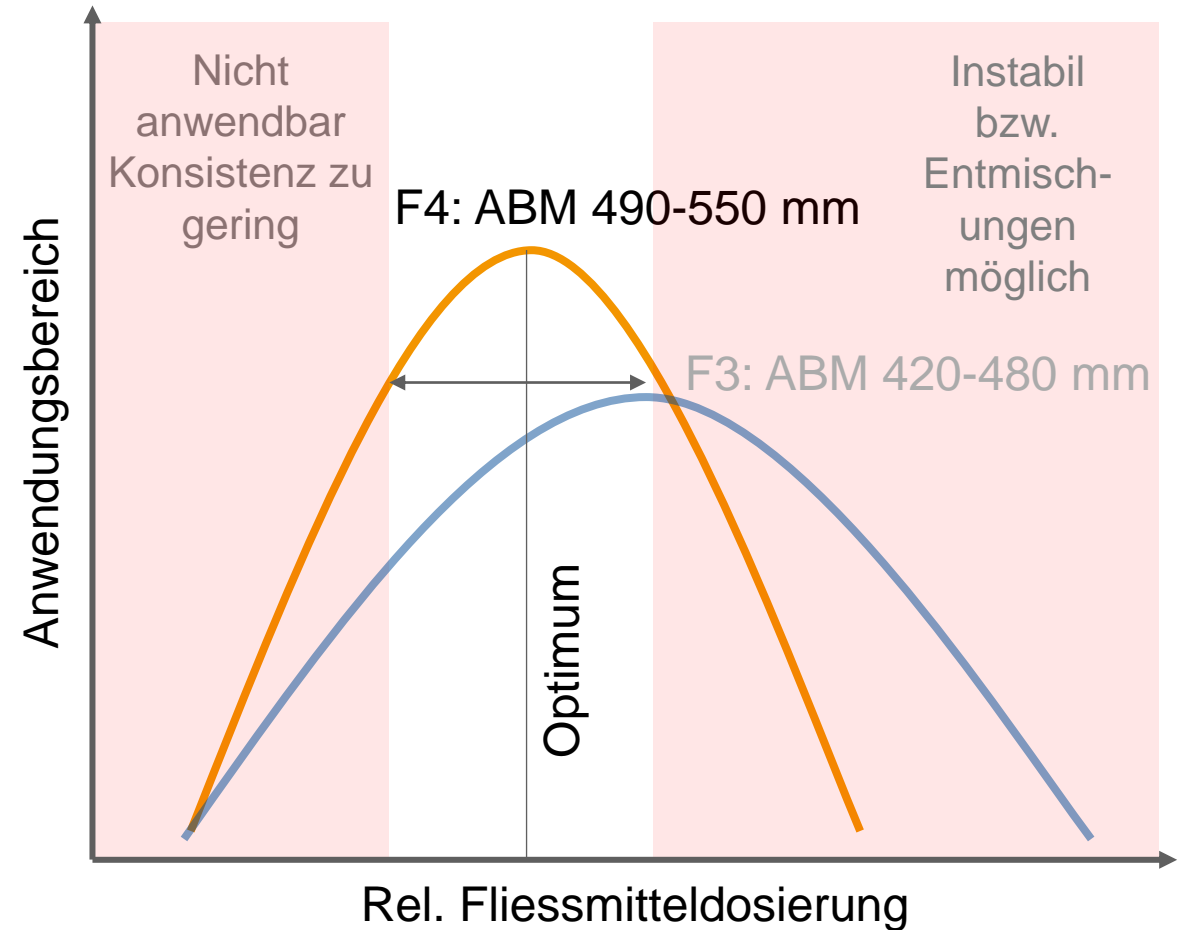 Nicht
anwendbar
Konsistenz zu
gering
Instabil
bzw.
Entmisch-
ungen
möglich
F4: ABM 490-550 mm
F3: ABM 420-480 mm
Anwendungsbereich
Optimum
Rel. Fliessmitteldosierung